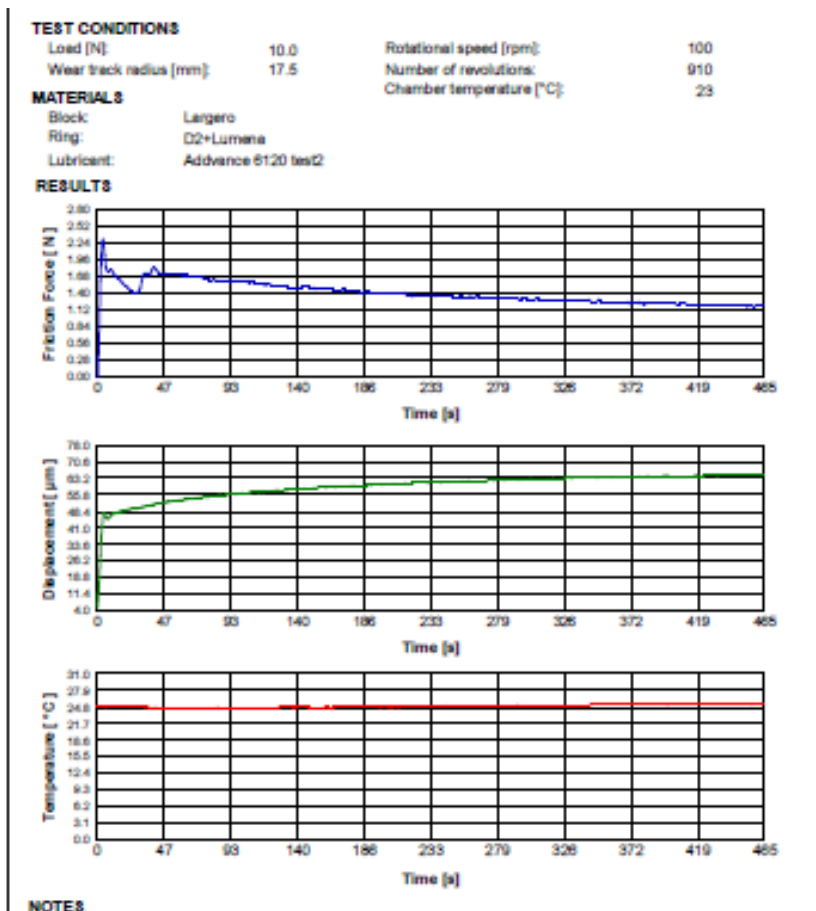 TEST CONDITIONS
Load [N]: 10.0 Rotational speed [rpm]: 100
Wear track radius [mm]: 17.5 Number of revolutions: 910
Chamber temperature [°C]: 23
MATERIALS
Block: Largero
Ring: D2+Lumena
Lubricant: Addvance 6120 test2
RESULTS
Friction Force [ N ]
2.80
2.52
2.24
1.96
1.68
1.40
1.12
0.84
0.56
0.28
0.00
0 47 93 140 186 233 279 326 372 419 465
Time [s]
Displacement [ µm ]
78.0
70.6
63.2
55.8
48.4
41.0
33.6
26.2
18.8
11.4
4.0
0 47 93 140 186 233 279 326 372 419 465
Time [s]
Temperature [ °C ]
31.0
27.9
24.8
21.7
18.6
15.5
12.4
9.3
6.2
3.1
0.0
0 47 93 140 186 233 279 326 372 419 465
Time [s]
NOTES